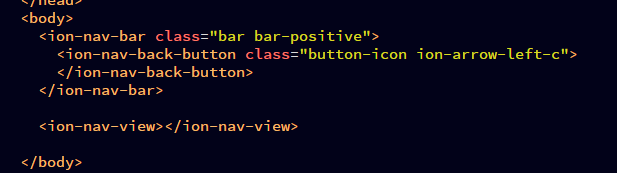 </head>
<body>
<ion-nav-bar class="bar bar-positive">
<ion-nav-back-button class="button-icon ion-arrow-left-c">
</ion-nav-back-button>
</ion-nav-bar>
<ion-nav-view></ion-nav-view>
</body>